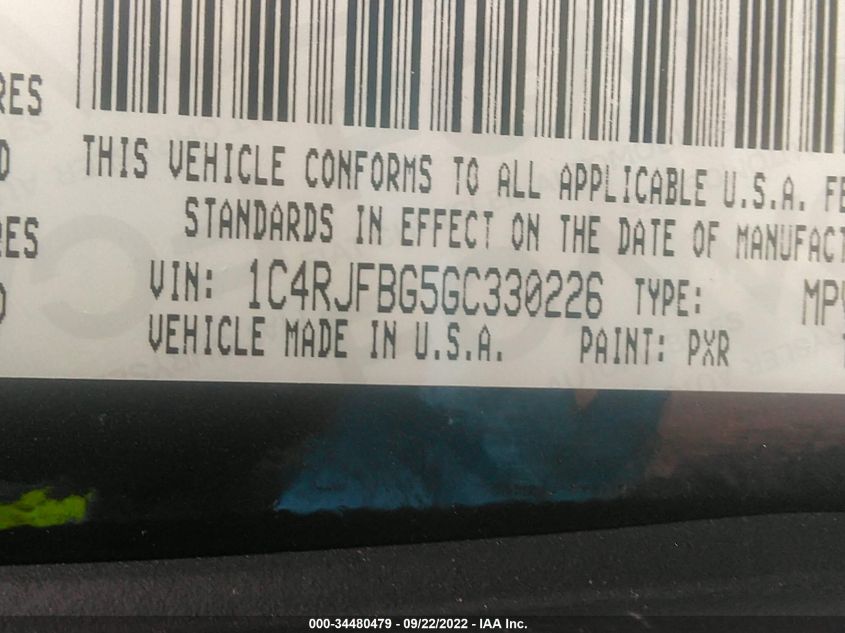 RES
THIS VEHICLE CONFORMS TO ALL APPLICABLE U.S.A. FE
STANDARDS IN EFFECT ON THE DATE OF MANUFACT
RES
VIN: 1C4RJFBG5GC330226 TYPE: MPV
VEHICLE MADE IN U.S.A. PAINT: PXR
000-34480479 - 09/22/2022 - IAA Inc.